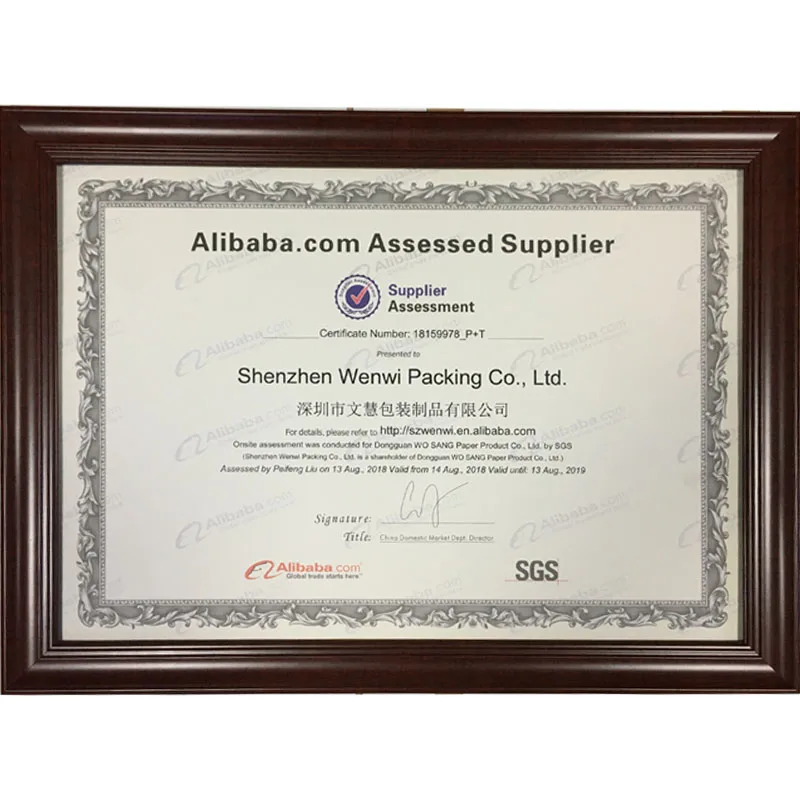 Alibaba.com Assessed Supplier
Supplier
Assessment
Certificate Number: 18159978_P+T
Presented to
Shenzhen Wenwi Packing Co., Ltd.
深圳市文慧包装制品有限公司
For details, please refer to http://szwenwi.en.alibaba.com
Onsite assessment was conducted for Dongguan WO SANG Paper Product Co., Ltd. by SGS
(Shenzhen Wenwi Packing Co., Ltd. is a shareholder of Dongguan WO SANG Paper Product Co., Ltd.)
Assessed by Peifeng Liu on 13 Aug., 2018 Valid from 14 Aug., 2018 Valid until: 13 Aug., 2019
Signature:
Title: China Domestic Market Dept. Director
Alibaba.com
Global trade starts here™
SGS